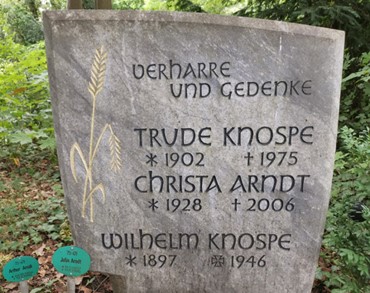 VERHARRE
UND GEDENKE
TRUDE KNOSPE
* 1902 † 1975
CHRISTA ARNDT
* 1928 † 2006
WILHELM KNOSPE
* 1897 ✠ 1946